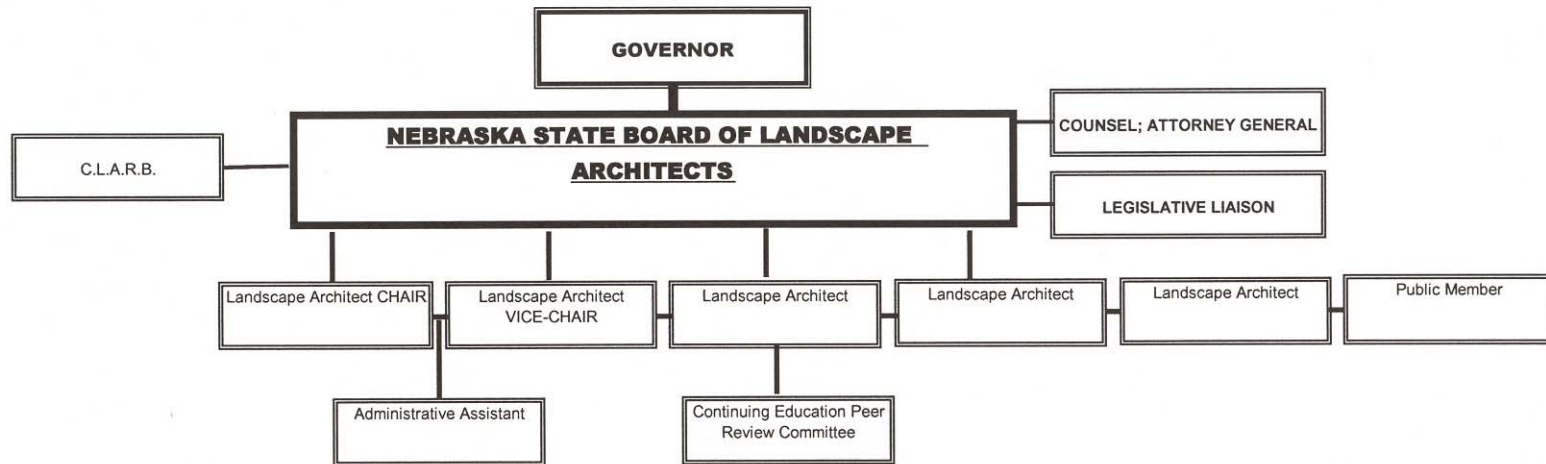 GOVERNOR
NEBRASKA STATE BOARD OF LANDSCAPE
ARCHITECTS
C.L.A.R.B.
COUNSEL; ATTORNEY GENERAL
LEGISLATIVE LIAISON
Landscape Architect CHAIR
Landscape Architect
VICE-CHAIR
Landscape Architect
Landscape Architect
Landscape Architect
Public Member
Administrative Assistant
Continuing Education Peer
Review Committee